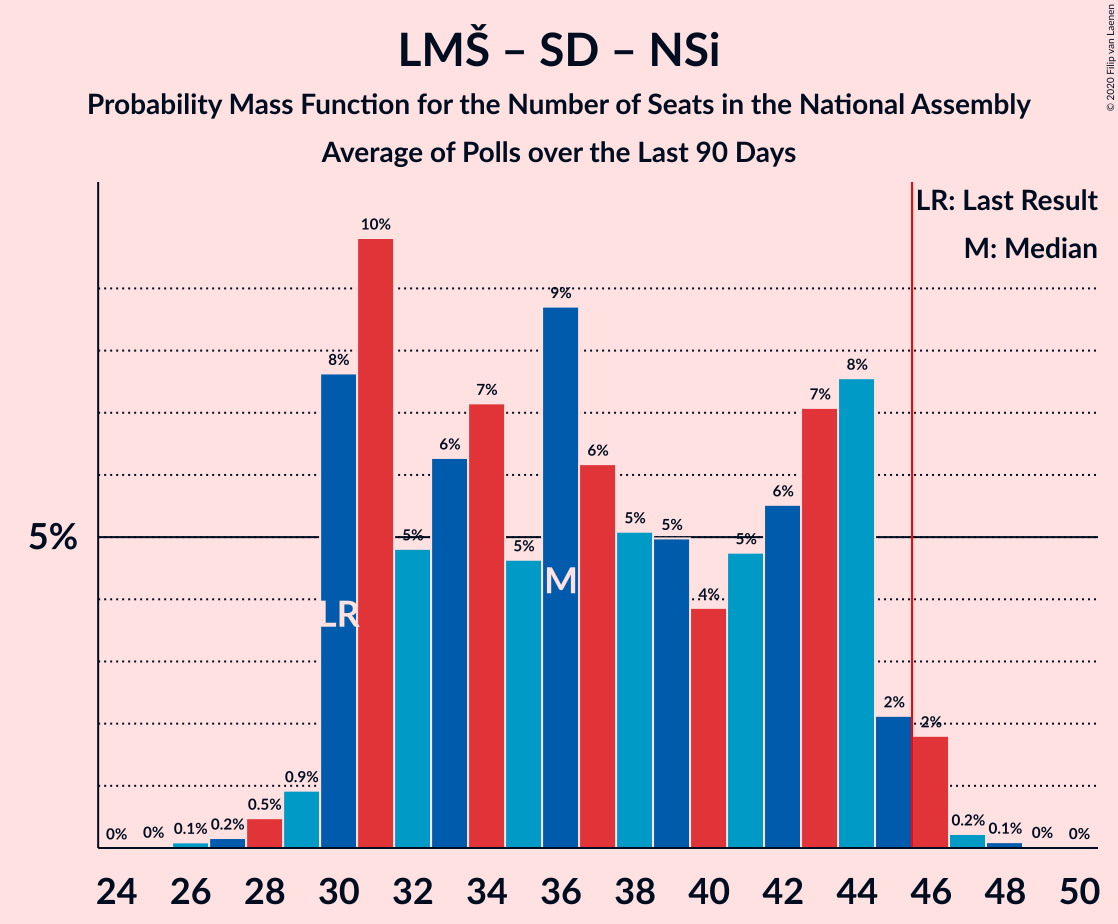 LMŠ – SD – NSi
Probability Mass Function for the Number of Seats in the National Assembly
Average of Polls over the Last 90 Days
© 2020 Filip van Laenen
LR: Last Result
M: Median
5%
0% 0% 0.1% 0.2% 0.5% 0.9% 8% 10% 5% 6% 7% 5% 9% 6% 5% 5% 4% 5% 6% 7% 8% 2% 2% 0.2% 0.1% 0% 0%
LR M
24 26 28 30 32 34 36 38 40 42 44 46 48 50